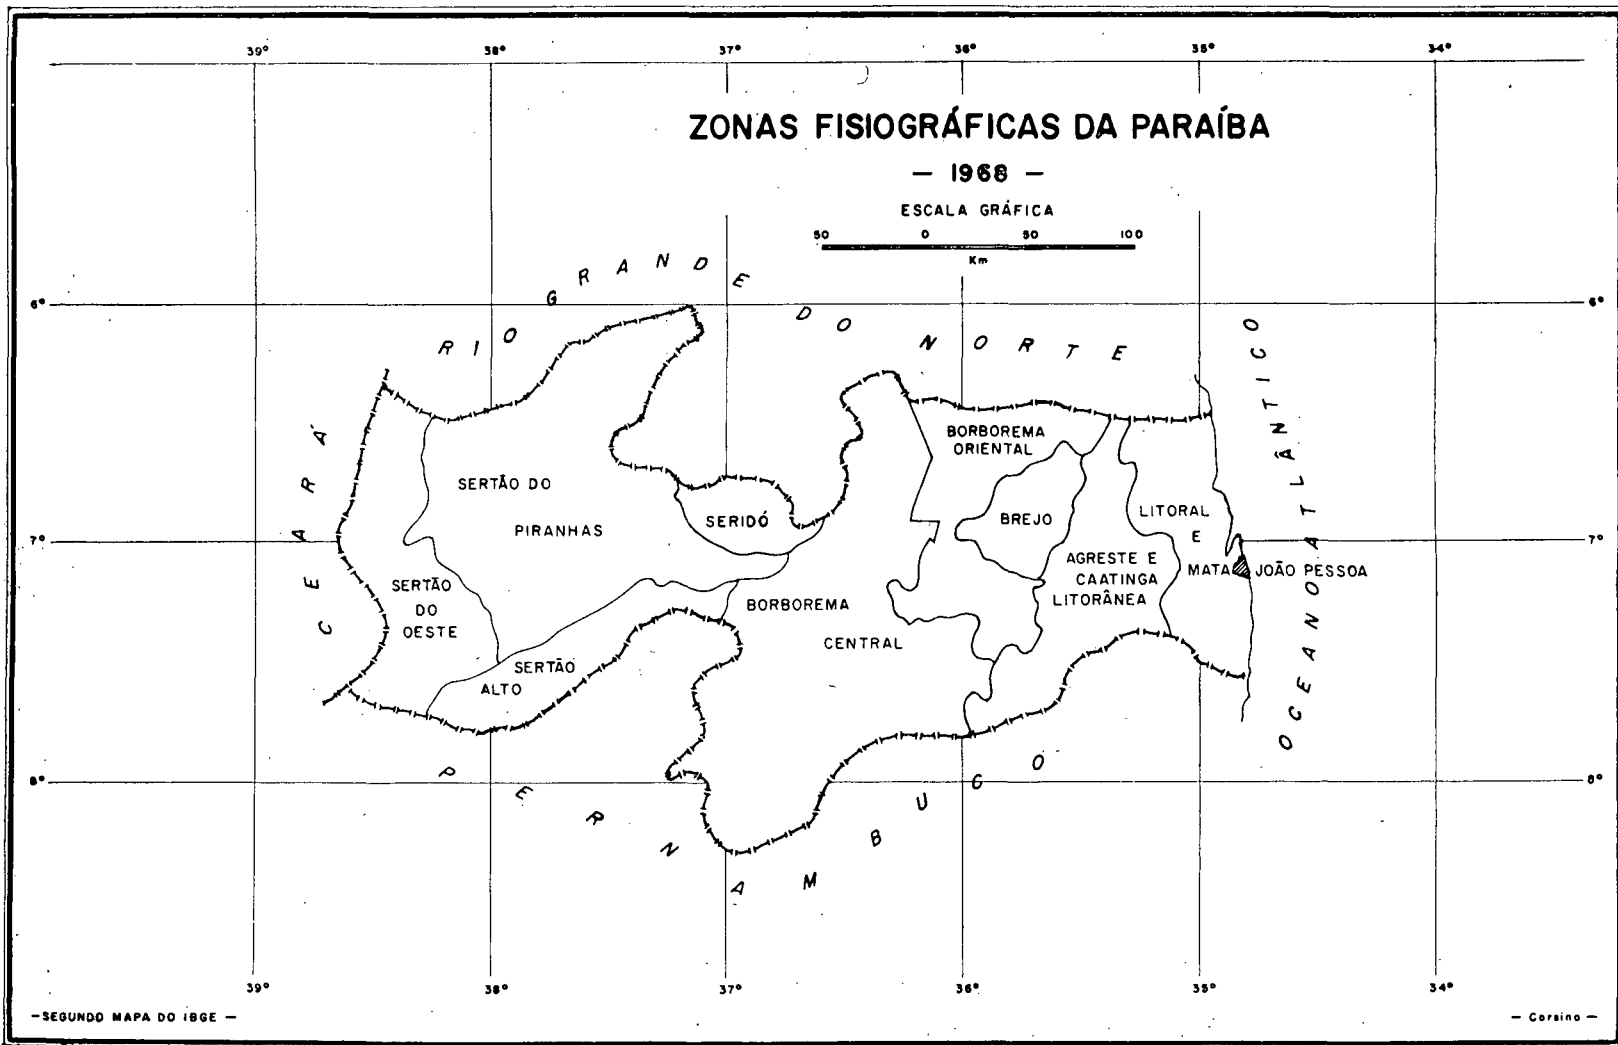 39° 38° 37° 36° 35° 34°
ZONAS FISIOGRÁFICAS DA PARAÍBA
— 1968 —
ESCALA GRÁFICA
50 0 50 100
Km
RIO GRANDE DO NORTE
6° 6°
CEARÁ
OCEANO ATLÂNTICO
BORBOREMA
ORIENTAL
SERTÃO DO
PIRANHAS
SERIDÓ
BREJO
LITORAL
E
MATA
JOÃO PESSOA
7° 7°
AGRESTE E
CAATINGA
LITORÂNEA
SERTÃO
DO
OESTE
BORBOREMA
CENTRAL
SERTÃO
ALTO
PERNAMBUCO
8° 8°
39° 38° 37° 36° 35° 34°
—SEGUNDO MAPA DO IBGE —
— Corsino —